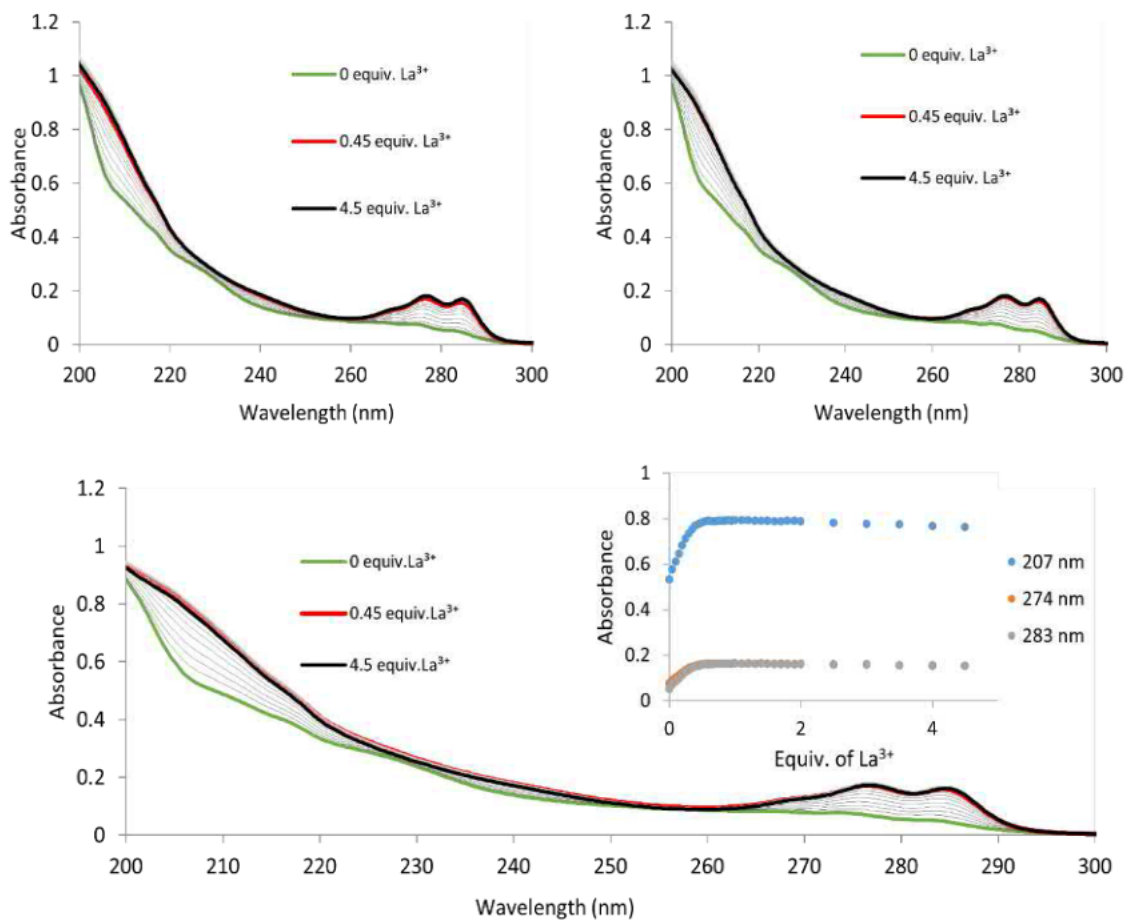 1.2
1
0.8
0.6
0.4
0.2
0
Absorbance
0 equiv. La³⁺
0.45 equiv. La³⁺
4.5 equiv. La³⁺
200 220 240 260 280 300
Wavelength (nm)
1.2
1
0.8
0.6
0.4
0.2
0
Absorbance
0 equiv. La³⁺
0.45 equiv. La³⁺
4.5 equiv. La³⁺
200 220 240 260 280 300
Wavelength (nm)
1.2
1
0.8
0.6
0.4
0.2
0
Absorbance
0 equiv.La³⁺
0.45 equiv.La³⁺
4.5 equiv.La³⁺
200 210 220 230 240 250 260 270 280 290 300
Wavelength (nm)
1
0.8
0.6
0.4
0.2
0
Absorbance
0 2 4
Equiv. of La³⁺
207 nm
274 nm
283 nm